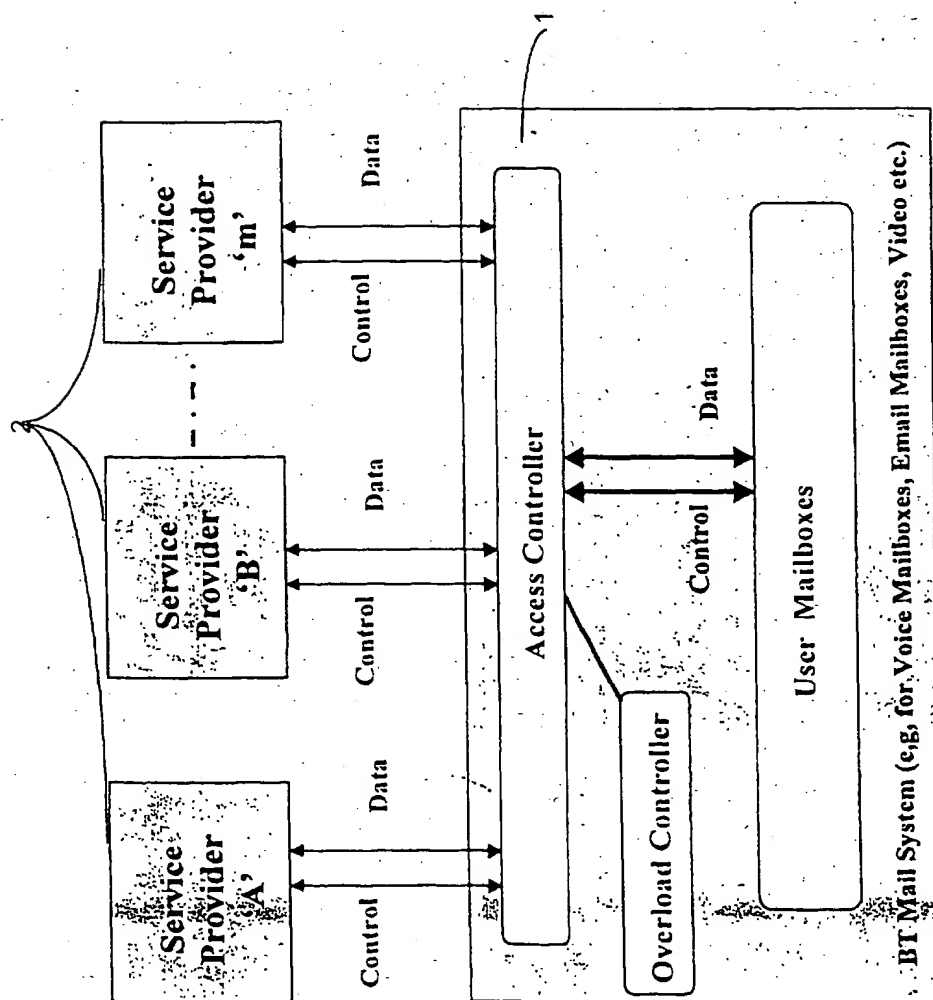 2
Service
Provider
‘A’
Service
Provider
‘B’
Service
Provider
‘m’
Control
Data
Control
Data
Control
Data
1
Access Controller
Overload Controller
Control
Data
User Mailboxes
BT Mail System (e,g, for Voice Mailboxes, Email Mailboxes, Video etc.)